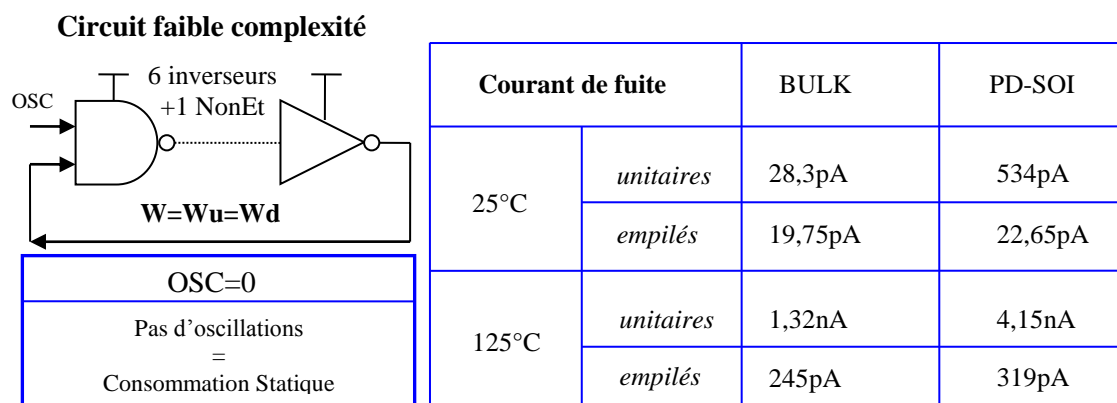 Circuit faible complexité
6 inverseurs
+1 NonEt
OSC
W=Wu=Wd
OSC=0
Pas d’oscillations
=
Consommation Statique
Courant de fuite BULK PD-SOI
25°C
unitaires 28,3pA 534pA
empilés 19,75pA 22,65pA
125°C
unitaires 1,32nA 4,15nA
empilés 245pA 319pA